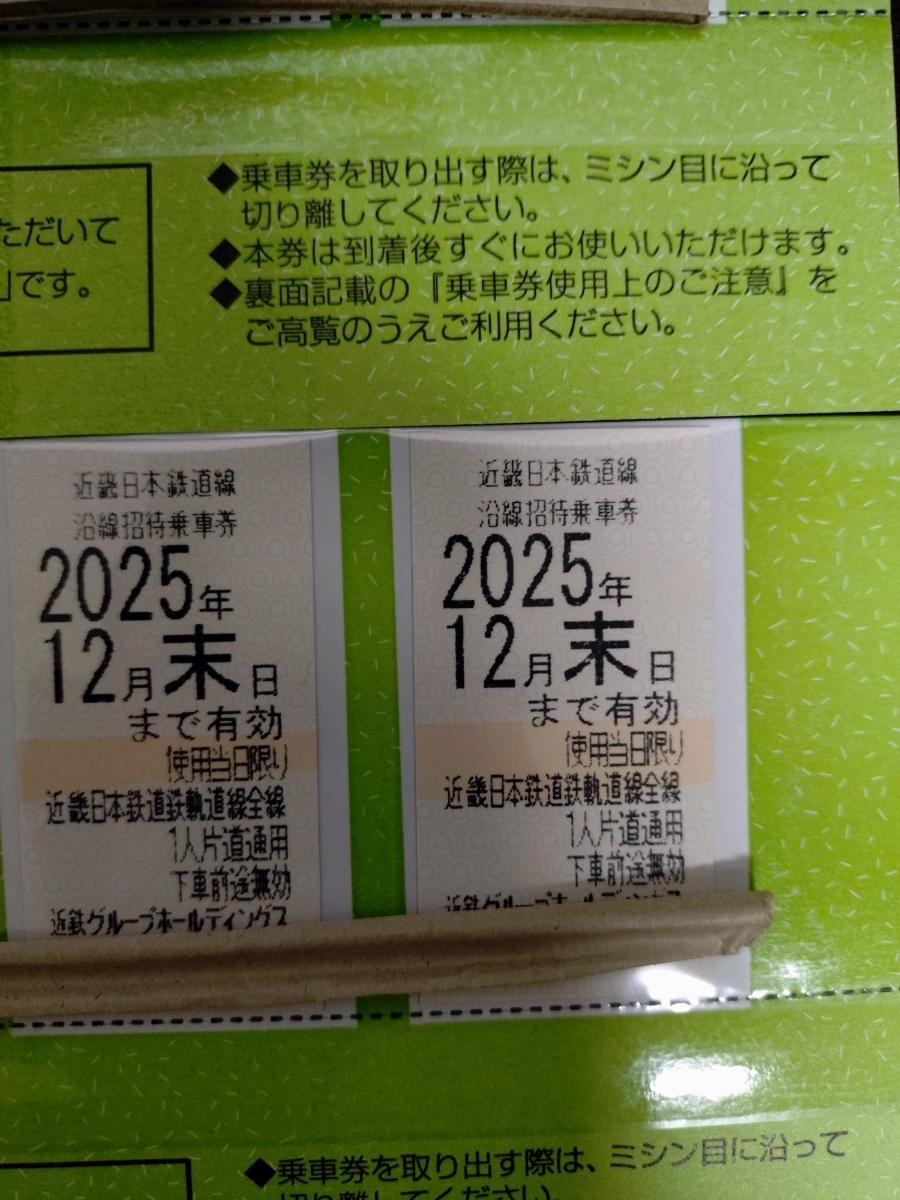 ◆乗車券を取り出す際は、ミシン目に沿って
切り離してください。
◆本券は到着後すぐにお使いいただけます。
◆裏面記載の『乗車券使用上のご注意』を
ご高覧のうえご利用ください。
ただいて
」です。
近畿日本鉄道線
沿線招待乗車券
2025年
12月末日
まで有効
使用当日限り
近畿日本鉄道鉄軌道線全線
1人片道通用
下車前途無効
近鉄グループホールディングス
近畿日本鉄道線
沿線招待乗車券
2025年
12月末日
まで有効
使用当日限り
近畿日本鉄道鉄軌道線全線
1人片道通用
下車前途無効
◆乗車券を取り出す際は、ミシン目に沿って
切り離してください。